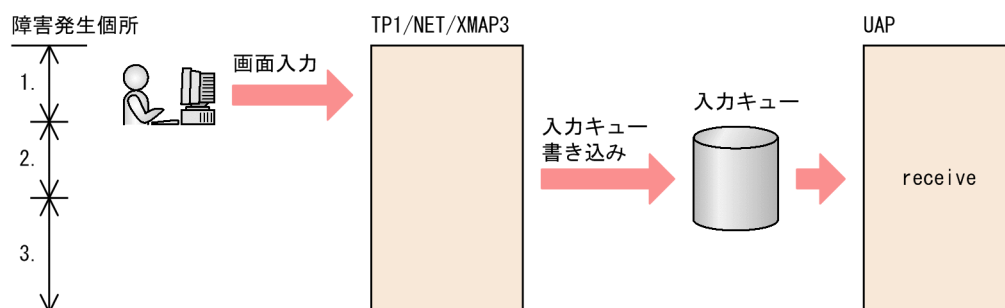 障害発生個所
TP1/NET/XMAP3
UAP
1.
画面入力
入力キュー
入力キュー
書き込み
2.
receive
3.